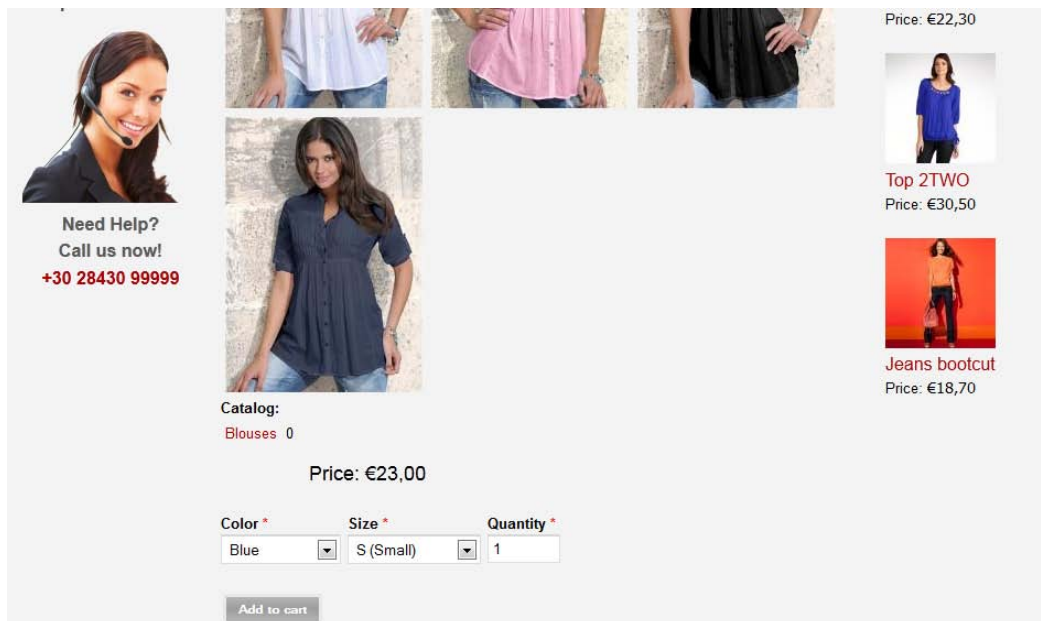 Need Help?
Call us now!
+30 28430 99999
Catalog:
Blouses 0
Price: €23,00
Color * Size * Quantity *
Blue S (Small) 1
Add to cart
Price: €22,30
Top 2TWO
Price: €30,50
Jeans bootcut
Price: €18,70